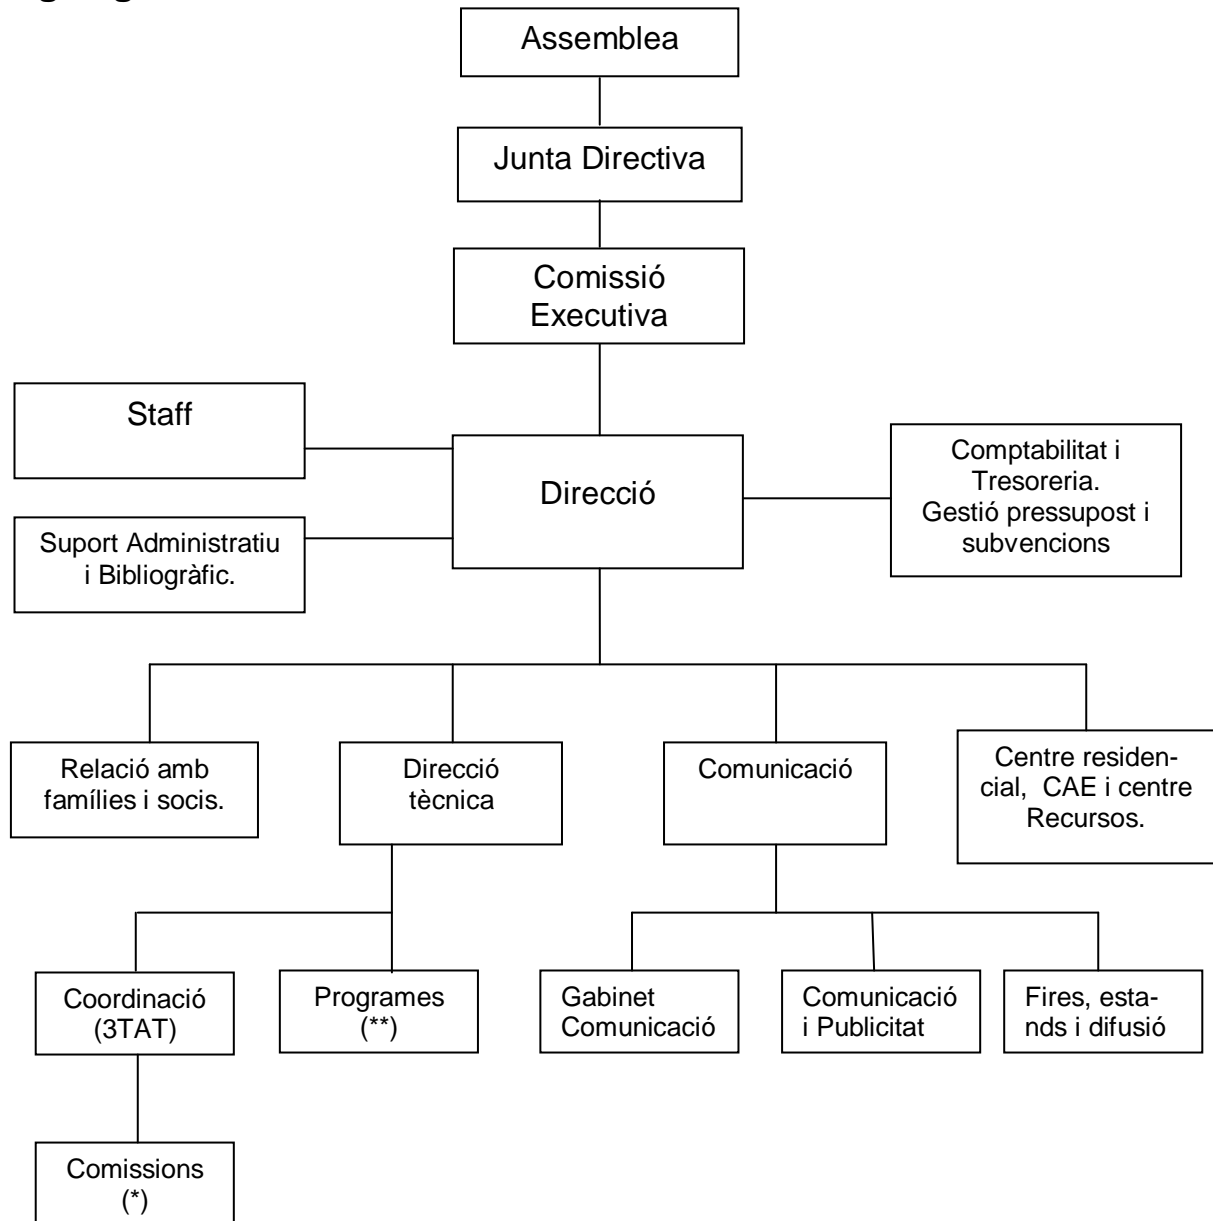 Assemblea
Junta Directiva
Comissió
Executiva
Staff
Direcció
Comptabilitat i
Tresoreria.
Gestió pressupost i
subvencions
Suport Administratiu
i Bibliogràfic.
Relació amb
famílies i socis.
Direcció
tècnica
Comunicació
Centre residen-
cial, CAE i centre
Recursos.
Coordinació
(3TAT)
Programes
(**)
Gabinet
Comunicació
Comunicació
i Publicitat
Fires, esta-
nds i difusió
Comissions
(*)